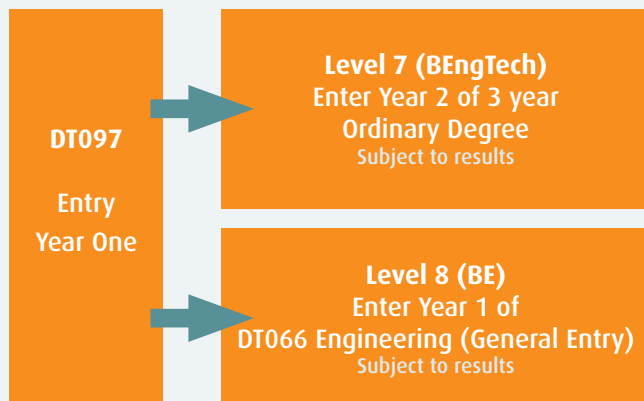 DT097
Entry
Year One
Level 7 (BEngTech)
Enter Year 2 of 3 year
Ordinary Degree
Subject to results
Level 8 (BE)
Enter Year 1 of
DT066 Engineering (General Entry)
Subject to results